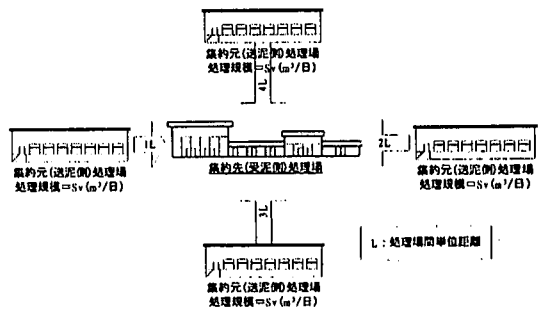 集約元(送泥側)処理場
処理規模=Sv(m³/日)
4L
1L
集約先(受泥側)処理場
2L
集約元(送泥側)処理場
処理規模=Sv(m³/日)
集約元(送泥側)処理場
処理規模=Sv(m³/日)
3L
L:処理場間単位距離
集約元(送泥側)処理場
処理規模=Sv(m³/日)